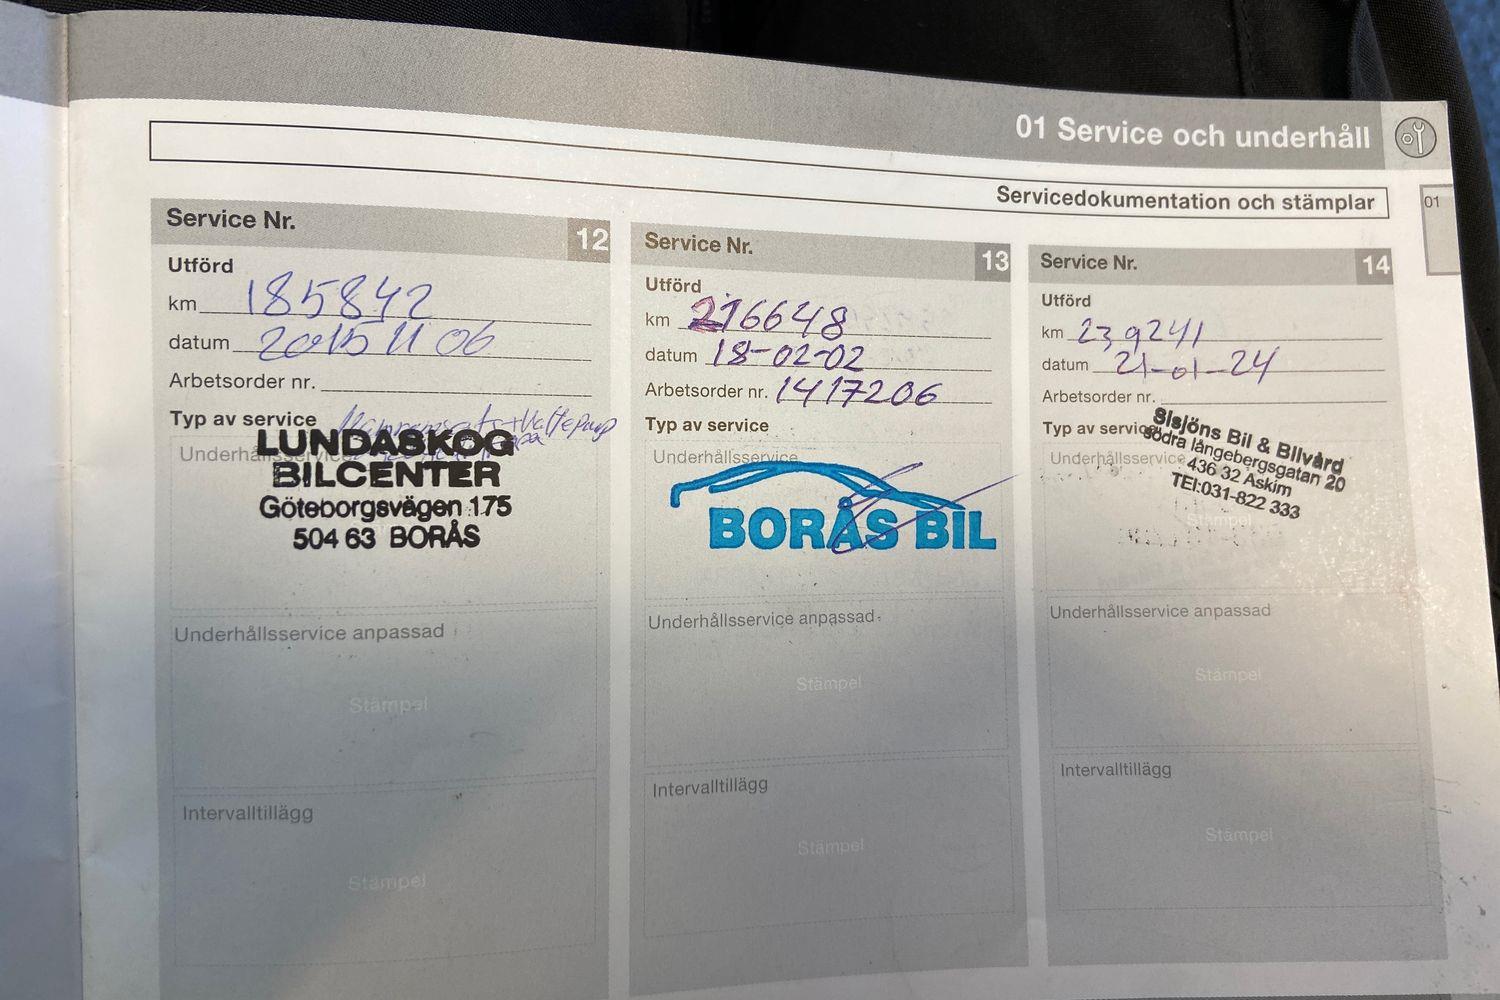 01 Service och underhåll
Servicedokumentation och stämplar
01
Service Nr. 12
Utförd
km 185842
datum 2015 11 06
Arbetsorder nr.
Typ av service
Underhållsservice
LUNDASKOG
BILCENTER
Göteborgsvägen 175
504 63 BORÅS
Underhållsservice anpassad
Stämpel
Intervalltillägg
Stämpel
Service Nr. 13
Utförd
km 216648
datum 18-02-02
Arbetsorder nr. 1417206
Typ av service
Underhållsservice
BORÅS BIL
Underhållsservice anpassad
Stämpel
Intervalltillägg
Stämpel
Service Nr. 14
Utförd
km 239241
datum 21-01-24
Arbetsorder nr.
Typ av service
Underhållsservice
Sisjöns Bil & Bilvård
södra långebergsgatan 20
436 32 Askim
TEl:031-822 333
Stämpel
Underhållsservice anpassad
Stämpel
Intervalltillägg
Stämpel